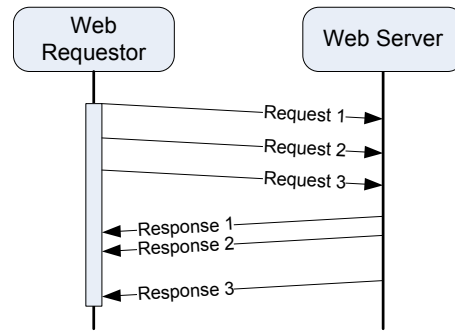 Web
Requestor
Web Server
Request 1
Request 2
Request 3
Response 1
Response 2
Response 3